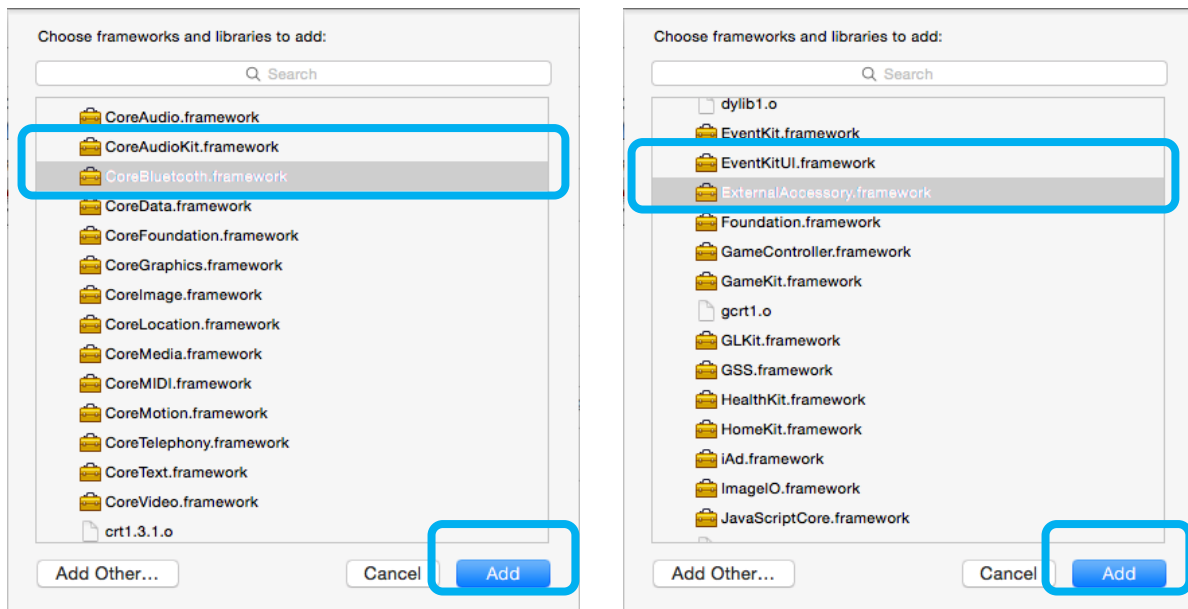 Choose frameworks and libraries to add:
Search
CoreAudio.framework
CoreAudioKit.framework
CoreBluetooth.framework
CoreData.framework
CoreFoundation.framework
CoreGraphics.framework
CoreImage.framework
CoreLocation.framework
CoreMedia.framework
CoreMIDI.framework
CoreMotion.framework
CoreTelephony.framework
CoreText.framework
CoreVideo.framework
crt1.3.1.o
Add Other...
Cancel
Add
Choose frameworks and libraries to add:
Search
dylib1.o
EventKit.framework
EventKitUI.framework
ExternalAccessory.framework
Foundation.framework
GameController.framework
GameKit.framework
gcrt1.o
GLKit.framework
GSS.framework
HealthKit.framework
HomeKit.framework
iAd.framework
ImageIO.framework
JavaScriptCore.framework
Add Other...
Cancel
Add